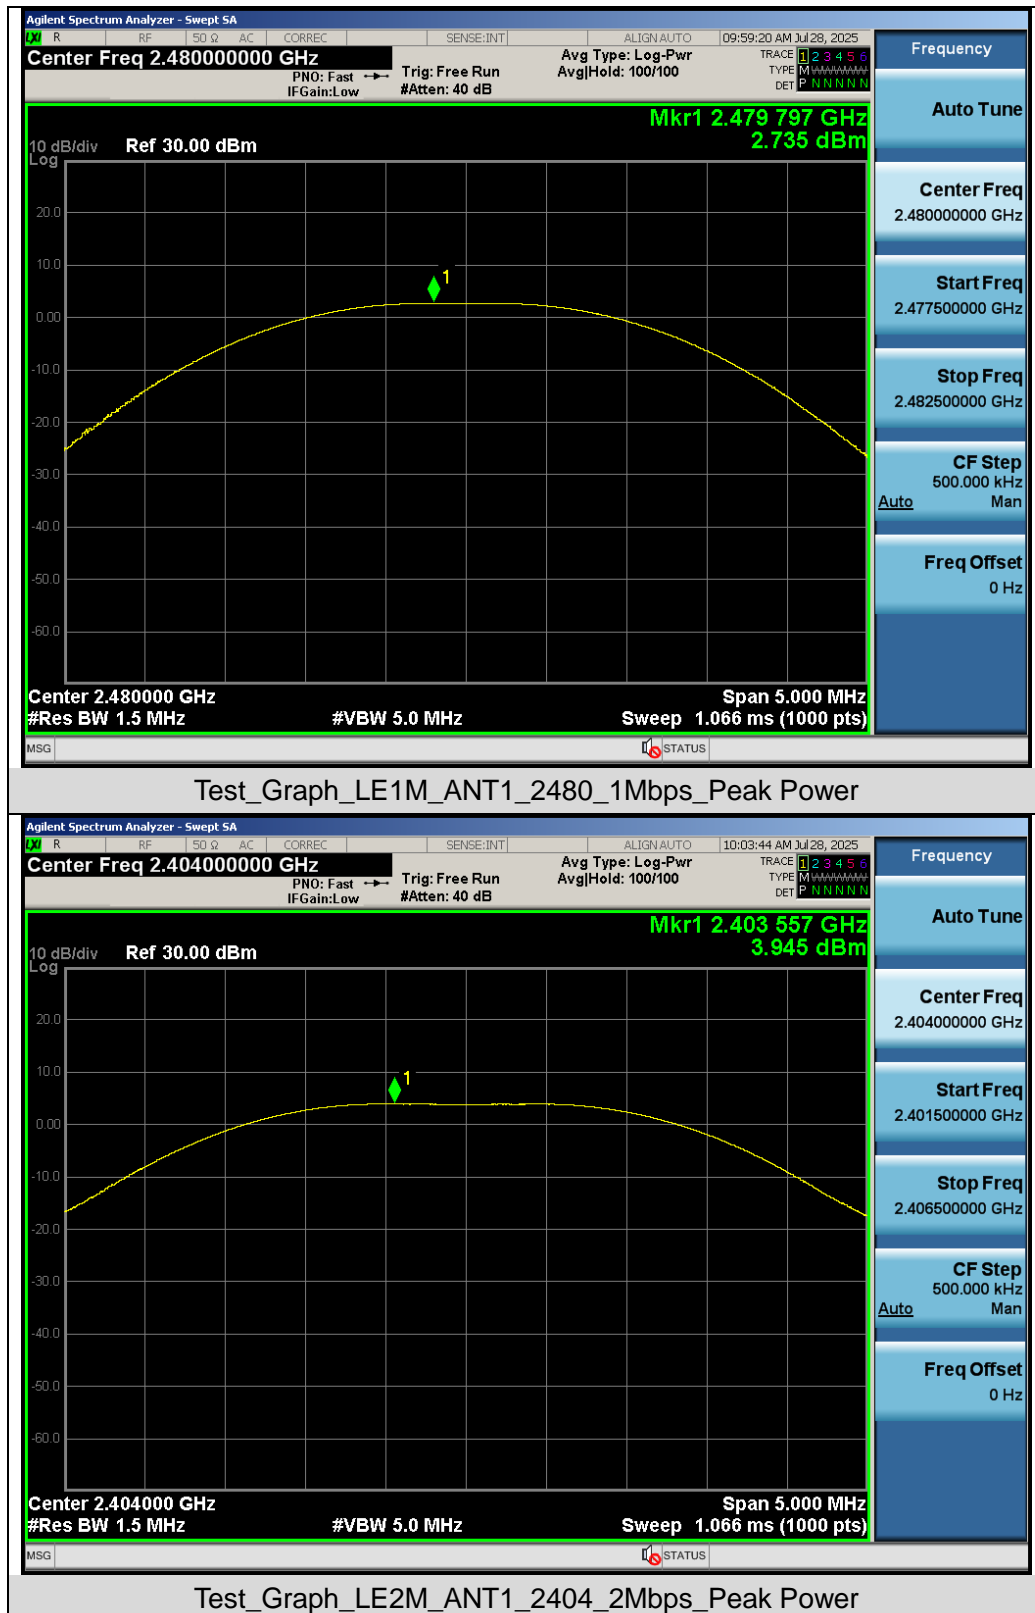 Agilent Spectrum Analyzer - Swept SA
LXI R RF 50 Ω AC CORREC SENSE:INT ALIGN AUTO 09:59:20 AM Jul 28, 2025
Center Freq 2.480000000 GHz
PNO: Fast
IFGain:Low
Trig: Free Run
#Atten: 40 dB
Avg Type: Log-Pwr
Avg|Hold: 100/100
TRACE 1 2 3 4 5 6
TYPE M
DET P N N N N N
Mkr1 2.479 797 GHz
2.735 dBm
10 dB/div Ref 30.00 dBm
Log
20.0
10.0
1
0.00
-10.0
-20.0
-30.0
-40.0
-50.0
-60.0
Center 2.480000 GHz Span 5.000 MHz
#Res BW 1.5 MHz #VBW 5.0 MHz Sweep 1.066 ms (1000 pts)
MSG STATUS
Frequency
Auto Tune
Center Freq
2.480000000 GHz
Start Freq
2.477500000 GHz
Stop Freq
2.482500000 GHz
CF Step
500.000 kHz
Auto Man
Freq Offset
0 Hz
Test_Graph_LE1M_ANT1_2480_1Mbps_Peak Power
Agilent Spectrum Analyzer - Swept SA
LXI R RF 50 Ω AC CORREC SENSE:INT ALIGN AUTO 10:03:44 AM Jul 28, 2025
Center Freq 2.404000000 GHz
PNO: Fast
IFGain:Low
Trig: Free Run
#Atten: 40 dB
Avg Type: Log-Pwr
Avg|Hold: 100/100
TRACE 1 2 3 4 5 6
TYPE M
DET P N N N N N
Mkr1 2.403 557 GHz
3.945 dBm
10 dB/div Ref 30.00 dBm
Log
20.0
10.0
1
0.00
-10.0
-20.0
-30.0
-40.0
-50.0
-60.0
Center 2.404000 GHz Span 5.000 MHz
#Res BW 1.5 MHz #VBW 5.0 MHz Sweep 1.066 ms (1000 pts)
MSG STATUS
Frequency
Auto Tune
Center Freq
2.404000000 GHz
Start Freq
2.401500000 GHz
Stop Freq
2.406500000 GHz
CF Step
500.000 kHz
Auto Man
Freq Offset
0 Hz
Test_Graph_LE2M_ANT1_2404_2Mbps_Peak Power